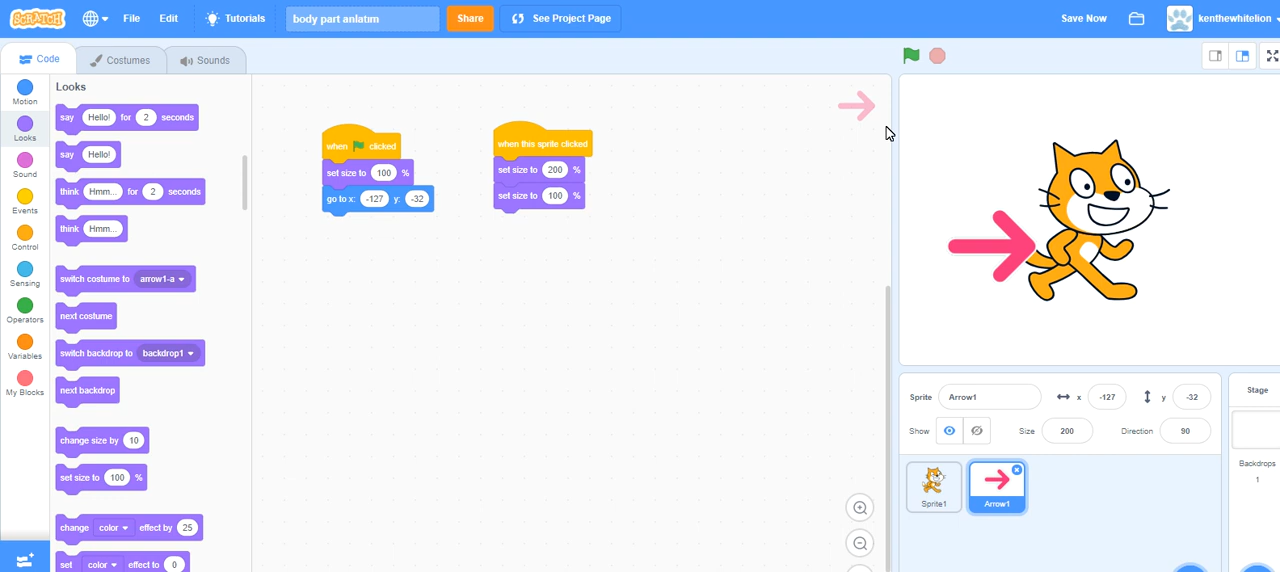 SCRATCH File Edit Tutorials body part anlatım Share See Project Page Save Now kenthewhitelion
Code Costumes Sounds
Motion
Looks
Sound
Events
Control
Sensing
Operators
Variables
My Blocks
Looks
say Hello! for 2 seconds
say Hello!
think Hmm... for 2 seconds
think Hmm...
switch costume to arrow1-a
next costume
switch backdrop to backdrop1
next backdrop
change size by 10
set size to 100 %
change color effect by 25
set color effect to 0
when clicked
set size to 100 %
go to x: -127 y: -32
when this sprite clicked
set size to 200 %
set size to 100 %
Sprite Arrow1 x -127 y -32
Show Size 200 Direction 90
Sprite1
Arrow1
Stage
Backdrops
1